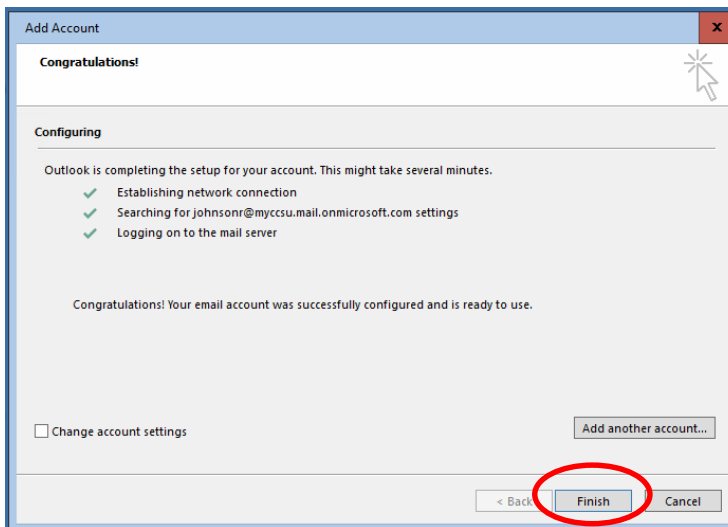 Add Account
x
Congratulations!
Configuring
Outlook is completing the setup for your account. This might take several minutes.
Establishing network connection
Searching for johnsonr@myccsu.mail.onmicrosoft.com settings
Logging on to the mail server
Congratulations! Your email account was successfully configured and is ready to use.
Change account settings
Add another account...
< Back
Finish
Cancel